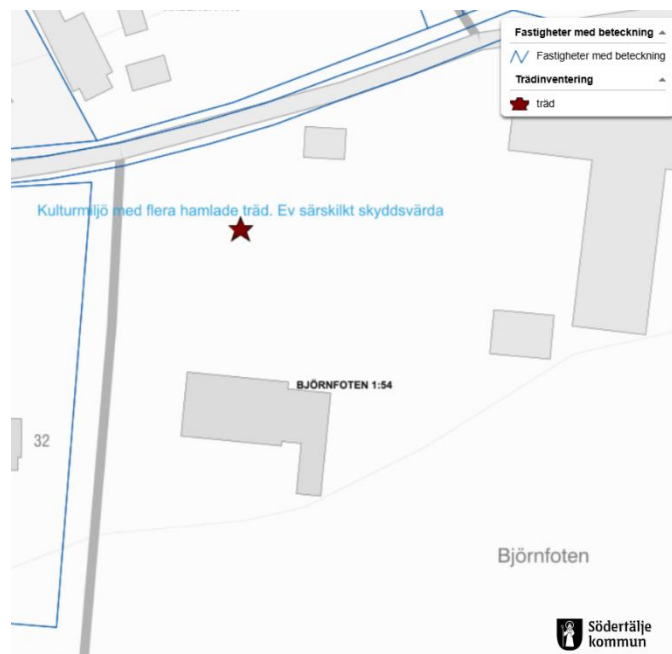 Fastigheter med beteckning
Fastigheter med beteckning
Trädinventering
träd
Kulturmiljö med flera hamlade träd. Ev särskilkt skyddsvärda
BJÖRNFOTEN 1:54
32
Björnfoten
Södertälje
kommun